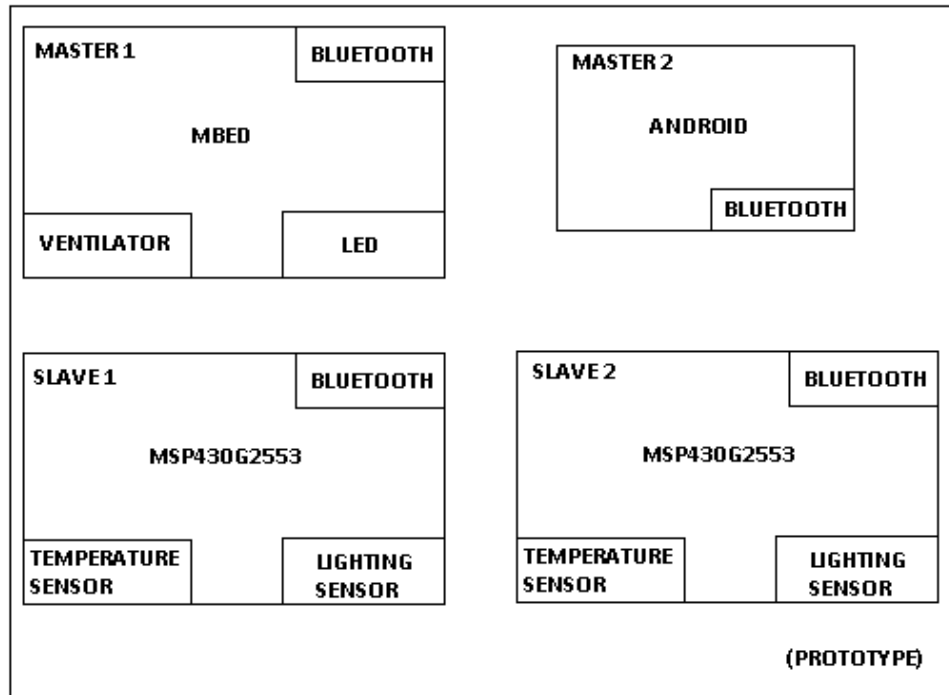 MASTER 1
BLUETOOTH
MBED
VENTILATOR
LED
MASTER 2
ANDROID
BLUETOOTH
SLAVE 1
BLUETOOTH
MSP430G2553
TEMPERATURE
SENSOR
LIGHTING
SENSOR
SLAVE 2
BLUETOOTH
MSP430G2553
TEMPERATURE
SENSOR
LIGHTING
SENSOR
(PROTOTYPE)